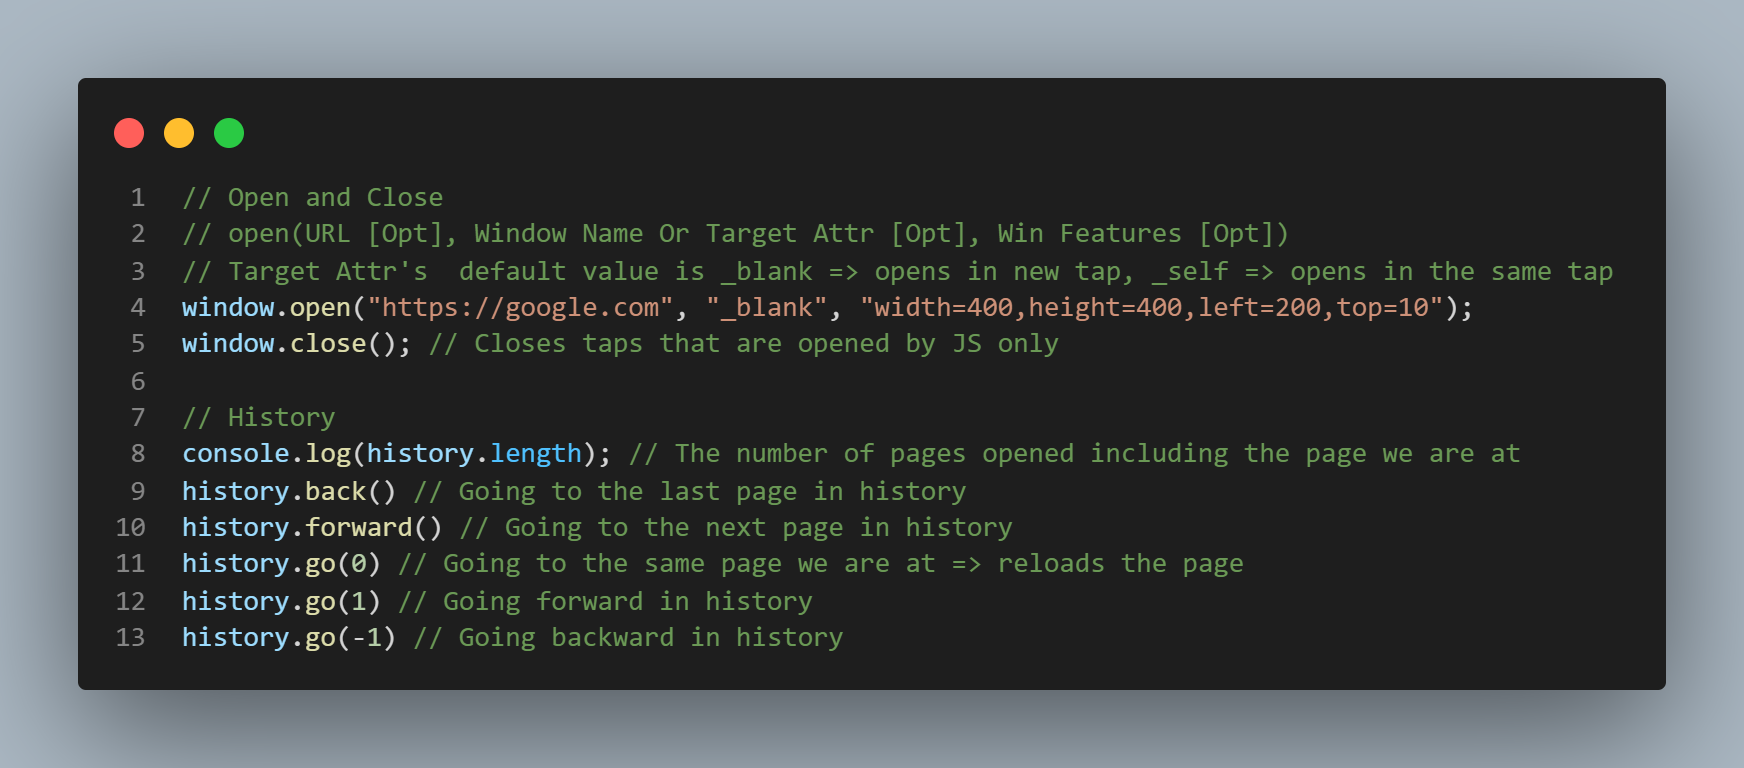 1 // Open and Close
2 // open(URL [Opt], Window Name Or Target Attr [Opt], Win Features [Opt])
3 // Target Attr's  default value is _blank => opens in new tap, _self => opens in the same tap
4 window.open("https://google.com", "_blank", "width=400,height=400,left=200,top=10");
5 window.close(); // Closes taps that are opened by JS only
6
7 // History
8 console.log(history.length); // The number of pages opened including the page we are at
9 history.back() // Going to the last page in history
10 history.forward() // Going to the next page in history
11 history.go(0) // Going to the same page we are at => reloads the page
12 history.go(1) // Going forward in history
13 history.go(-1) // Going backward in history